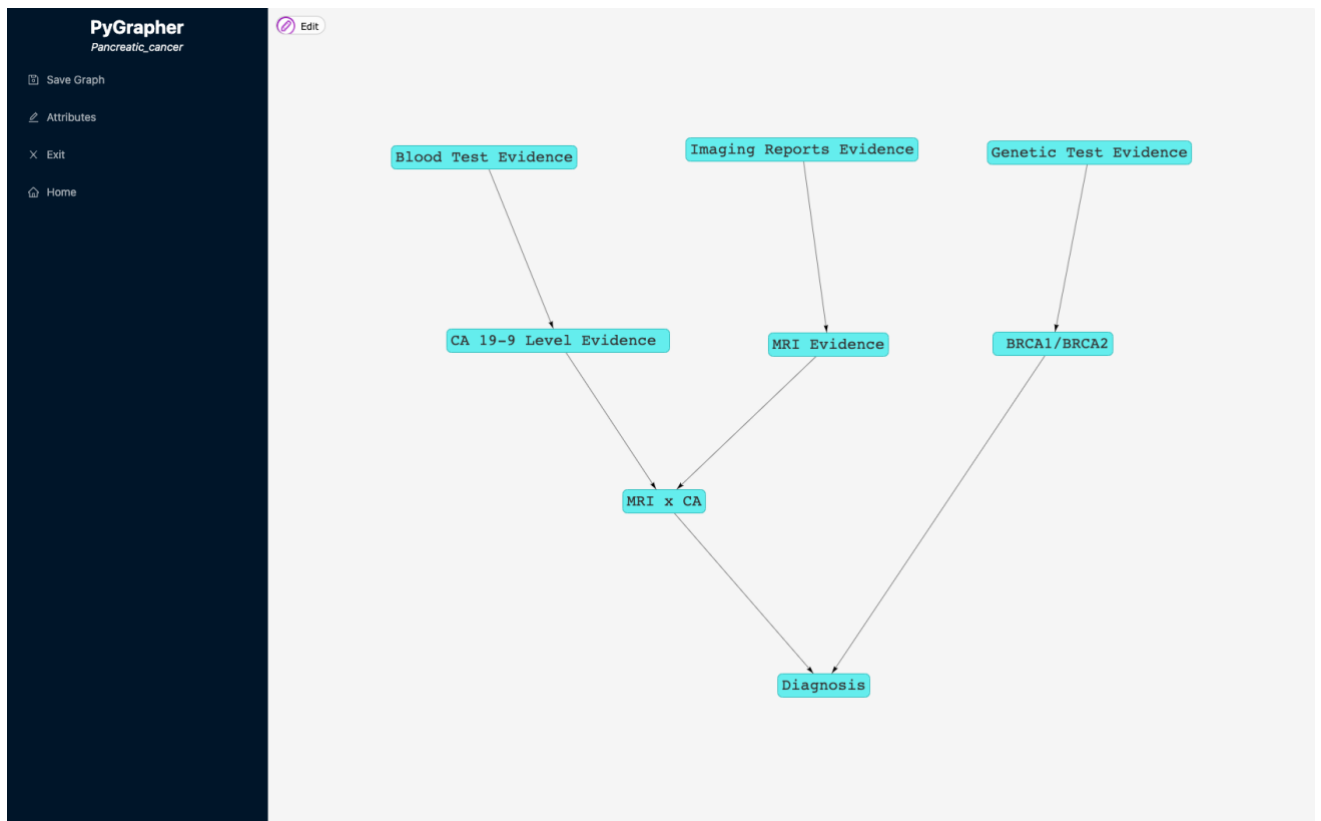 PyGrapher
Pancreatic_cancer
Save Graph
Attributes
Exit
Home
Edit
Blood Test Evidence
Imaging Reports Evidence
Genetic Test Evidence
CA 19-9 Level Evidence
MRI Evidence
BRCA1/BRCA2
MRI x CA
Diagnosis